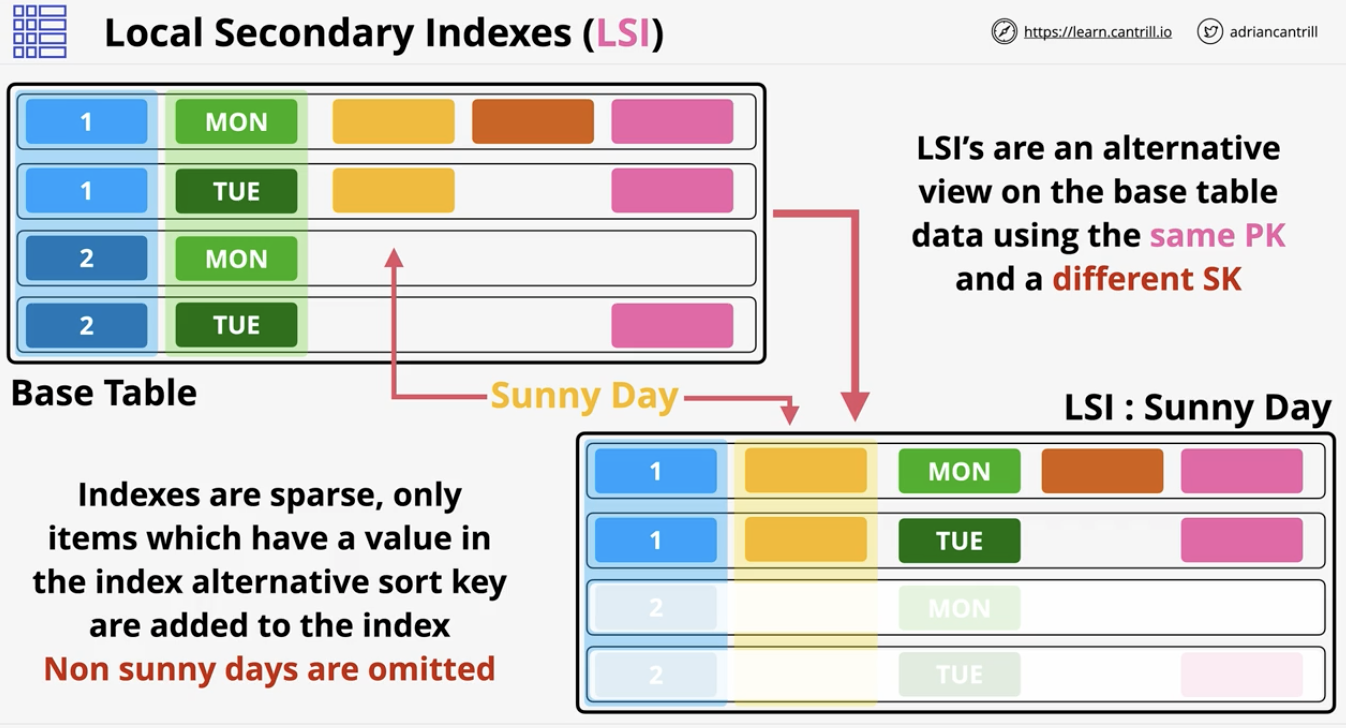 Local Secondary Indexes (LSI)
https://learn.cantrill.io
adriancantrill
1 MON
1 TUE
2 MON
2 TUE
Base Table
LSI's are an alternative
view on the base table
data using the same PK
and a different SK
Sunny Day
LSI : Sunny Day
Indexes are sparse, only
items which have a value in
the index alternative sort key
are added to the index
Non sunny days are omitted
1 MON
1 TUE
2 MON
2 TUE